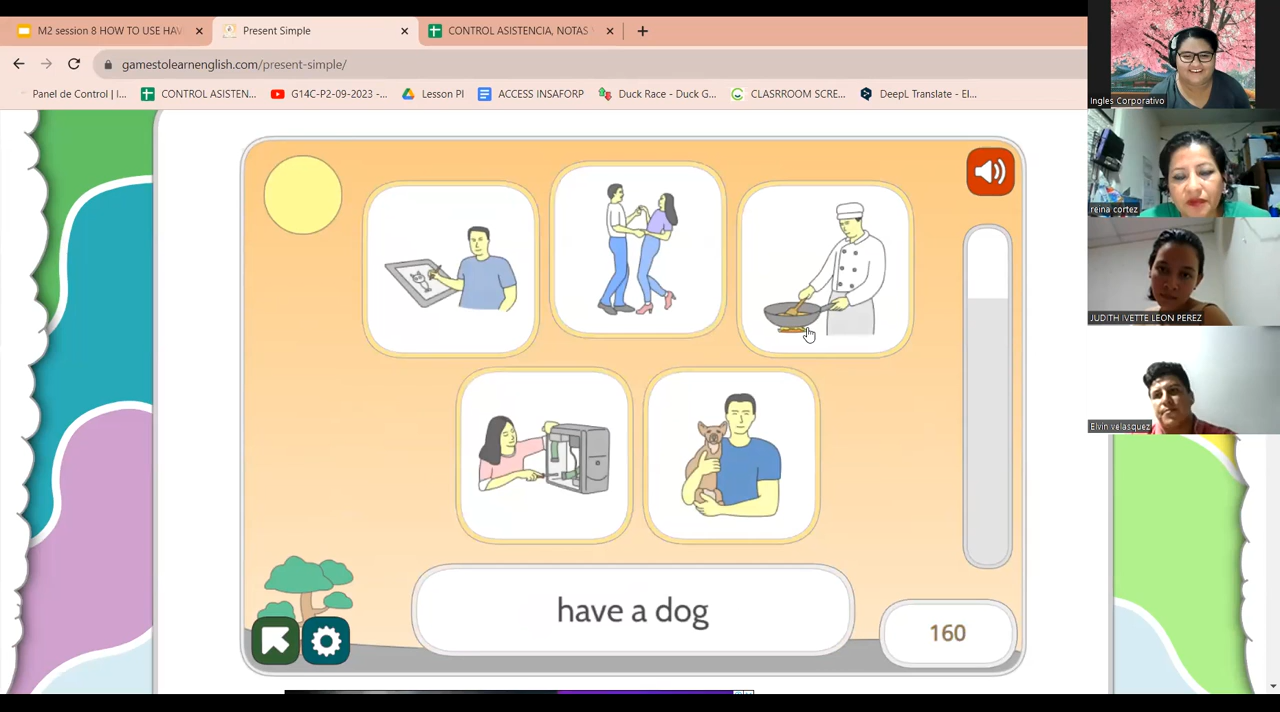 M2 session 8 HOW TO USE HAV
Present Simple
CONTROL ASISTENCIA, NOTAS
gamestolearnenglish.com/present-simple/
Panel de Control | I...
CONTROL ASISTEN...
G14C-P2-09-2023 -...
Lesson Pl
ACCESS INSAFORP
Duck Race - Duck G...
CLASRROOM SCRE...
DeepL Translate - El...
Ingles Corporativo
reina cortez
JUDITH IVETTE LEON PEREZ
Elvin velasquez
have a dog
160